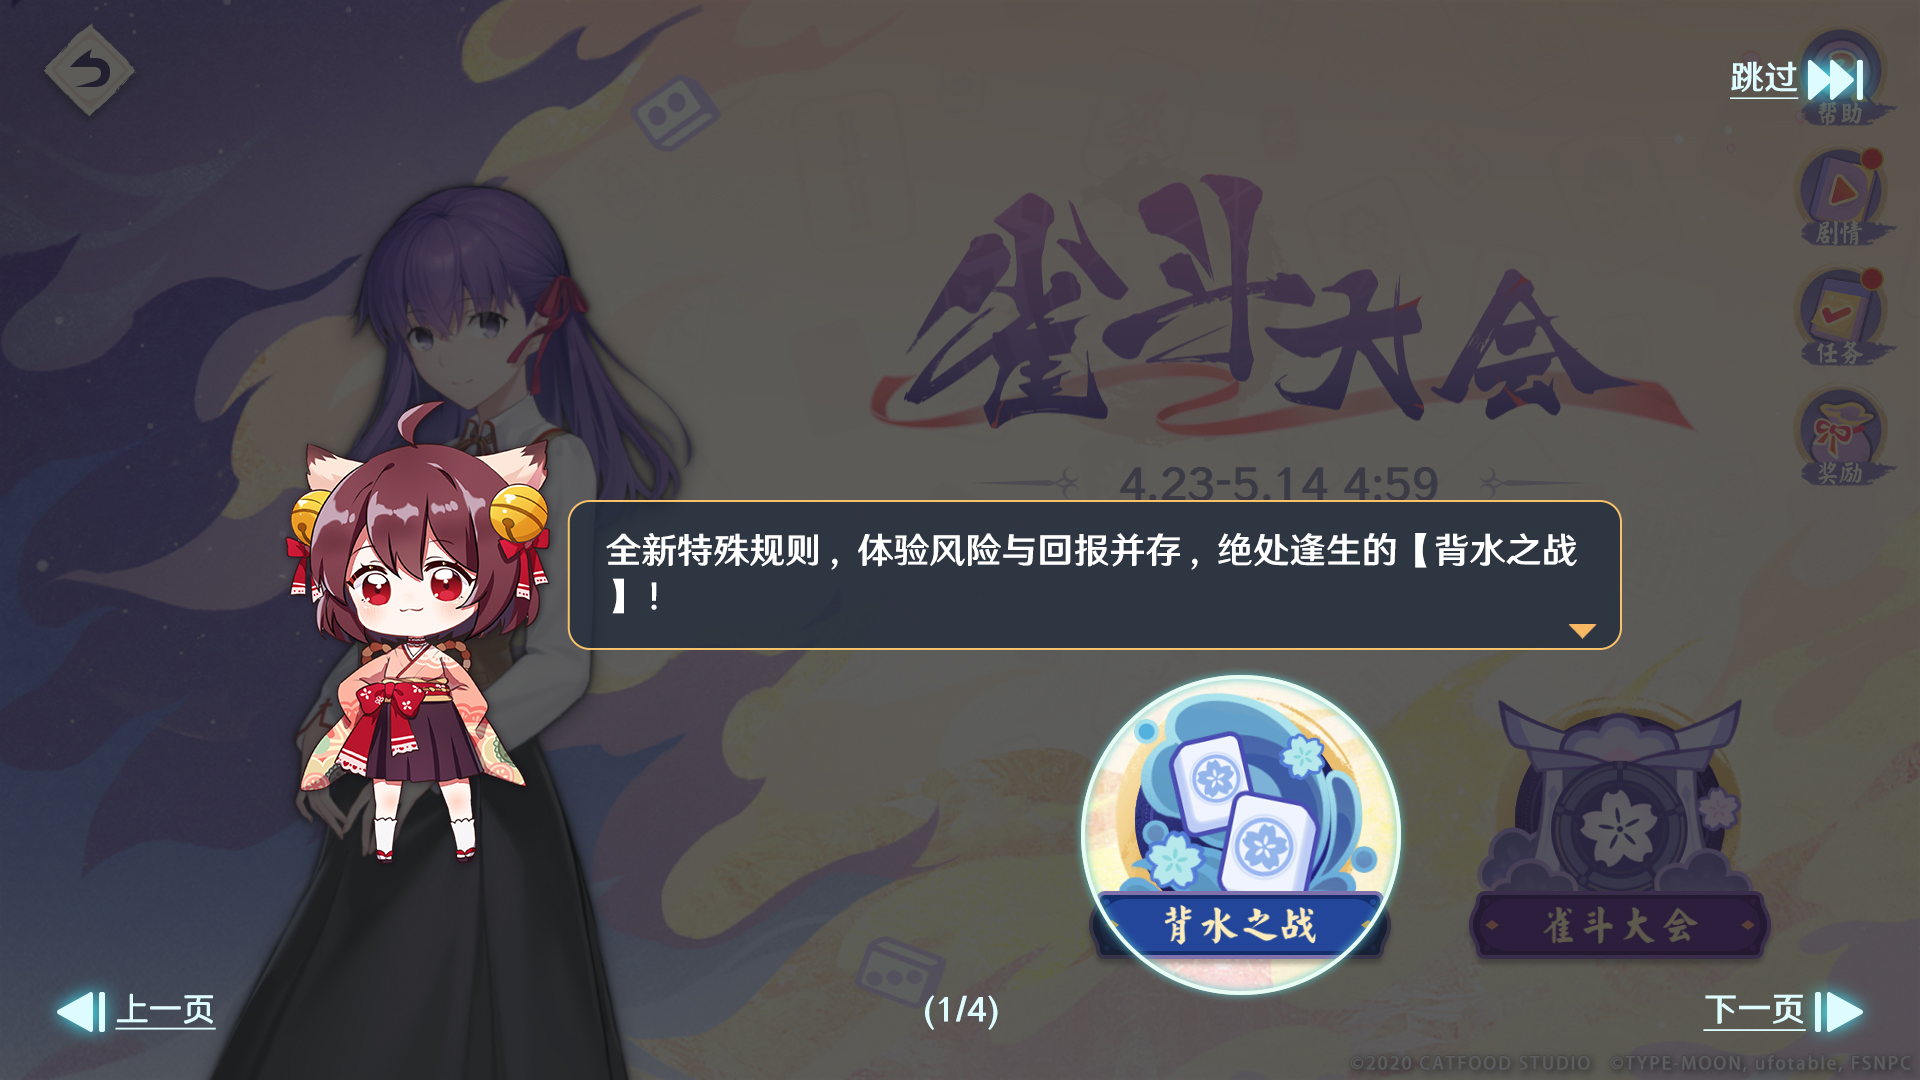 跳过
帮助
剧情
任务
奖励
雀斗大会
4.23-5.14 4:59
全新特殊规则，体验风险与回报并存，绝处逢生的【背水之战
】！
背水之战
雀斗大会
上一页
(1/4)
下一页
©2020 CATFOOD STUDIO ©TYPE-MOON, ufotable, FSNPC